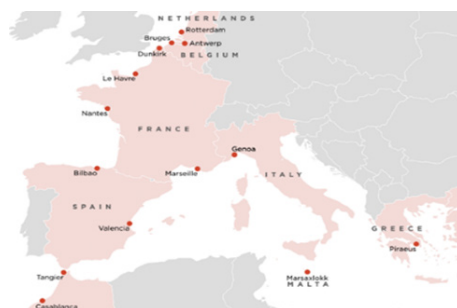 NETHERLANDS
Rotterdam
Bruges
Antwerp
Dunkirk
BELGIUM
Le Havre
Nantes
FRANCE
Genoa
Bilbao
Marseille
ITALY
SPAIN
Valencia
GREECE
Piraeus
Tangier
Marsaxlokk
MALTA
Casablanca